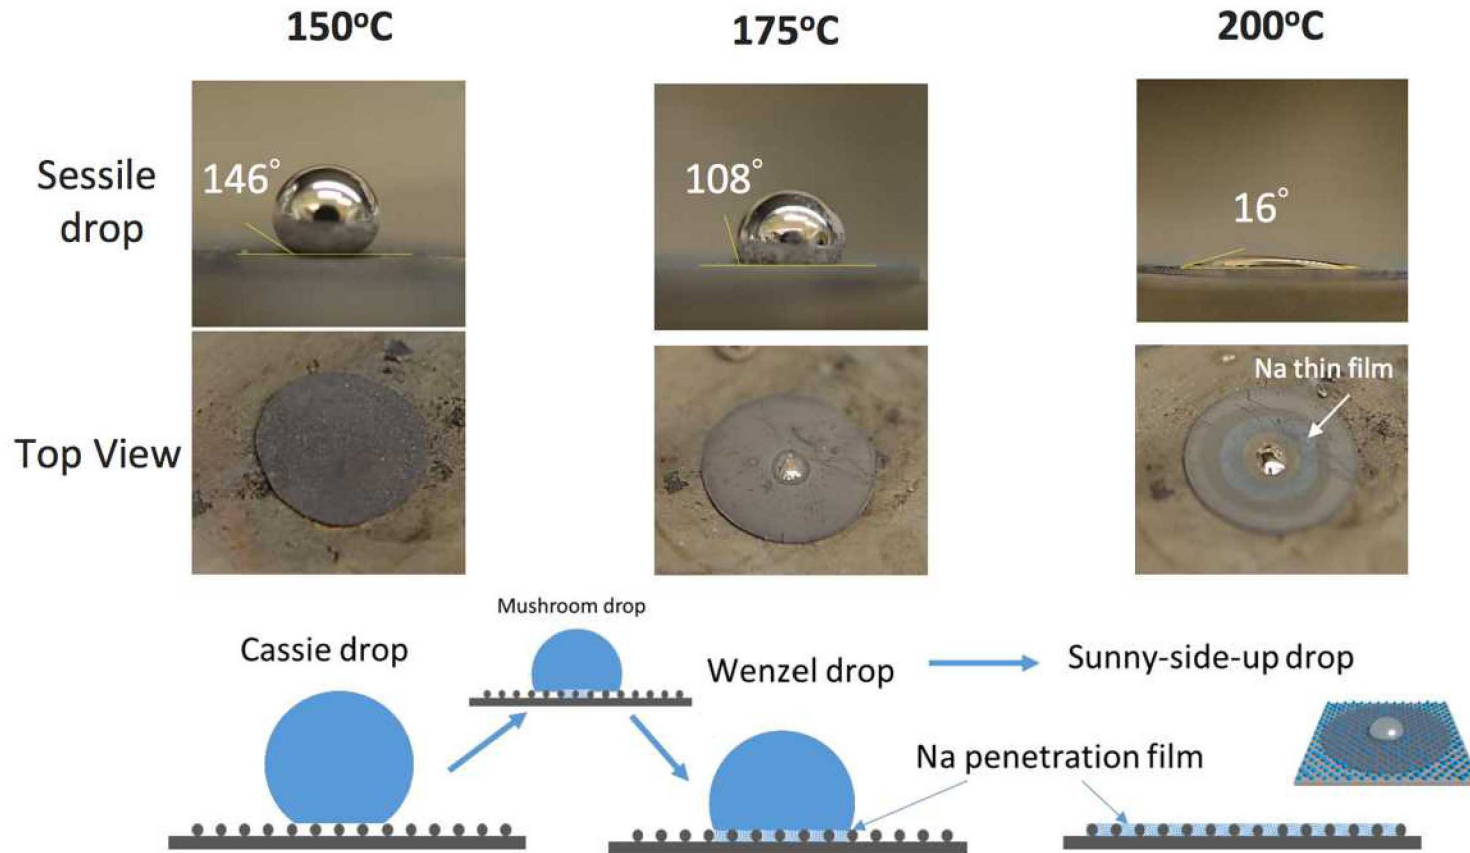 150°C
175°C
200°C
Sessile
drop
146°
108°
16°
Top View
Na thin film
Mushroom drop
Cassie drop
Wenzel drop
Sunny-side-up drop
Na penetration film